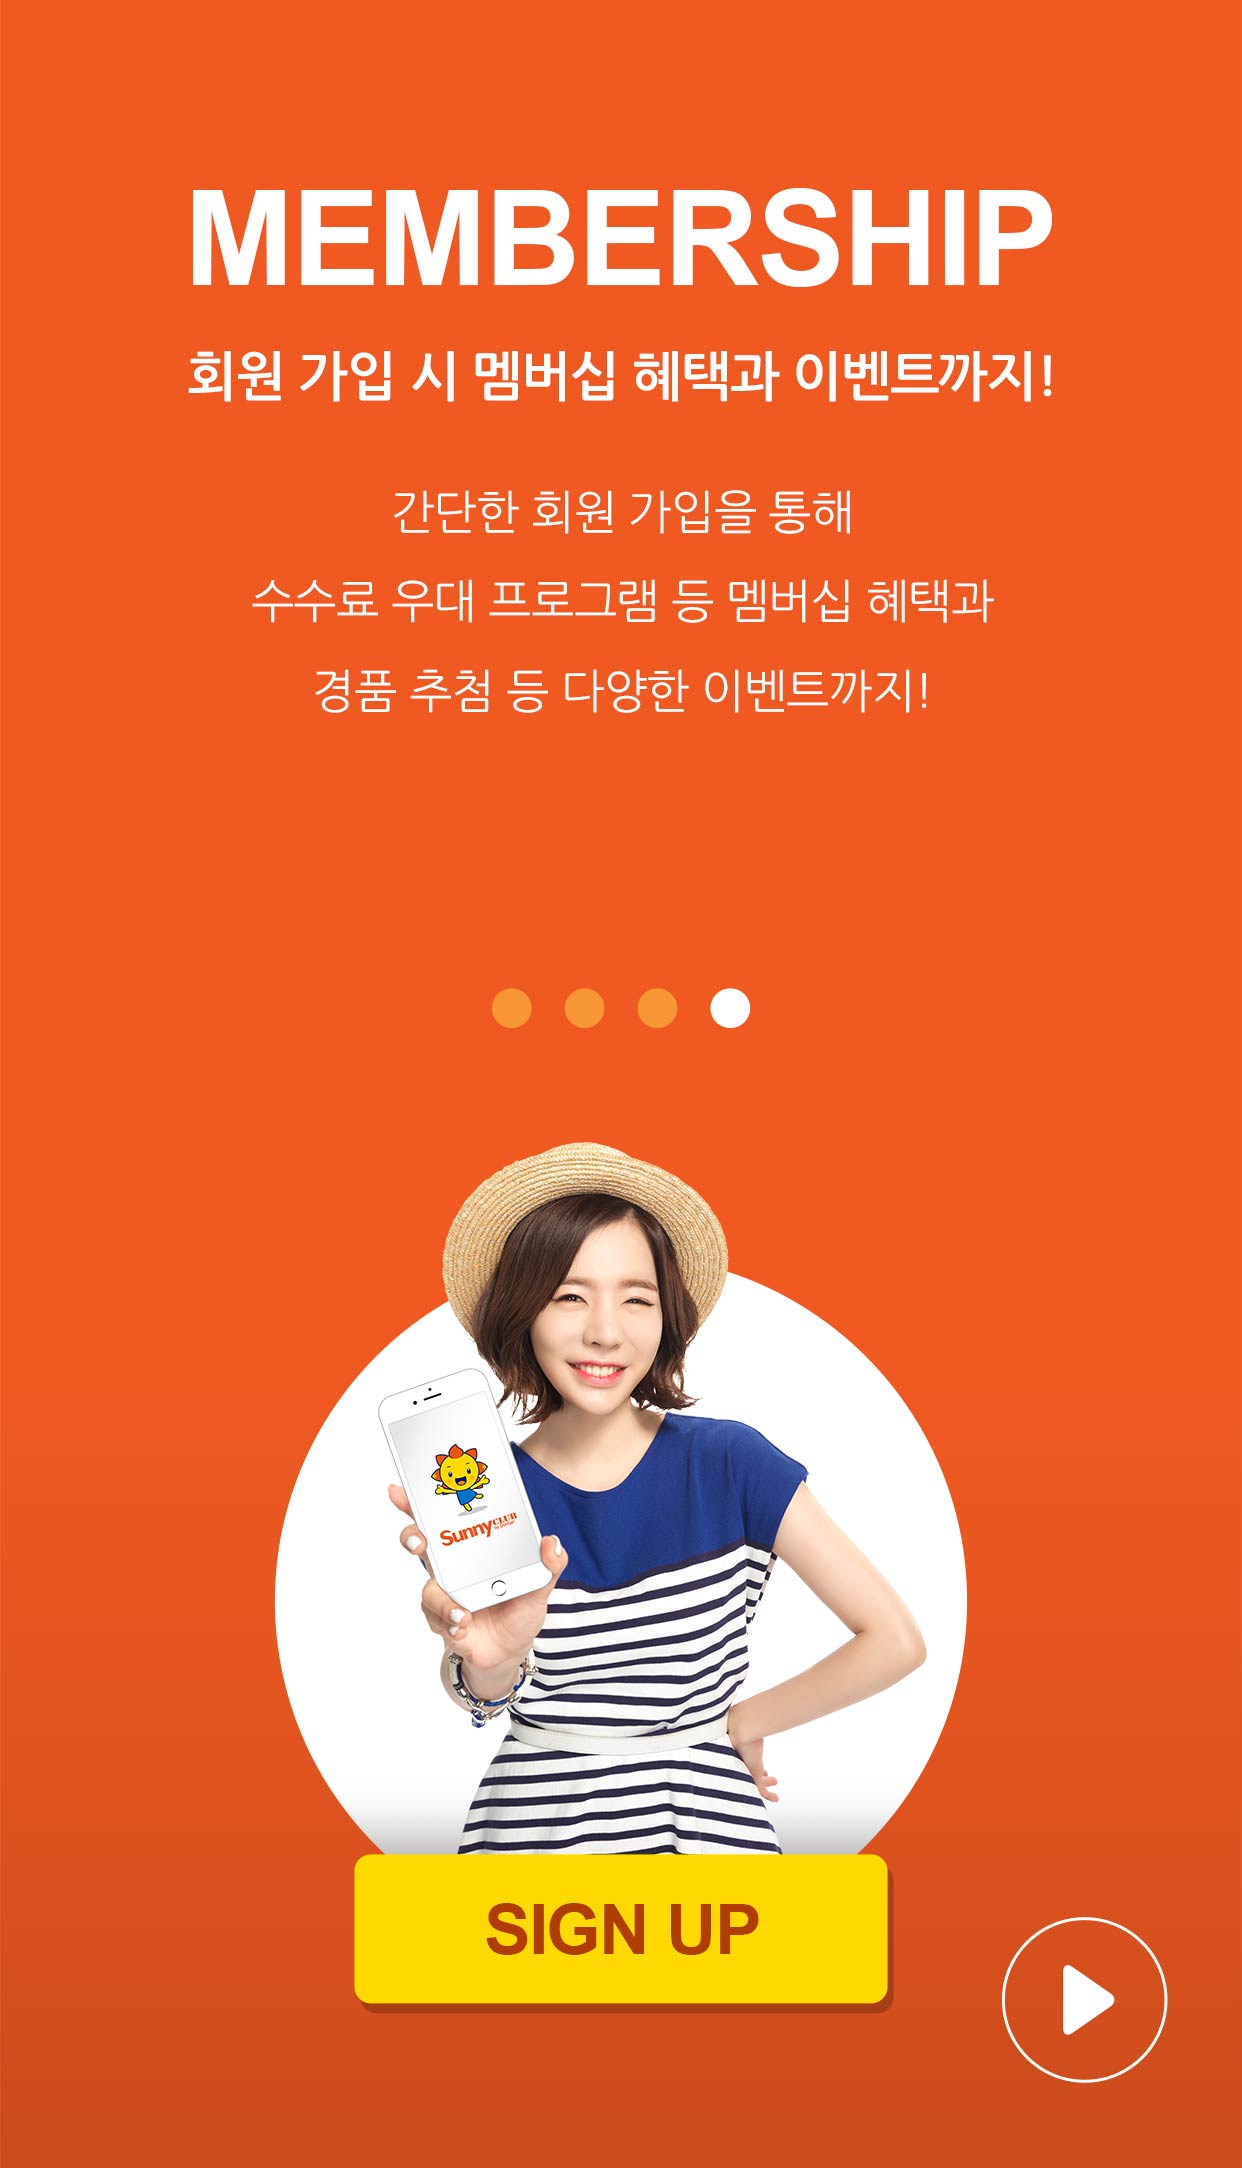 MEMBERSHIP
회원 가입 시 멤버십 혜택과 이벤트까지!
간단한 회원 가입을 통해
수수료 우대 프로그램 등 멤버십 혜택과
경품 추첨 등 다양한 이벤트까지!
Sunny CLUB
SIGN UP